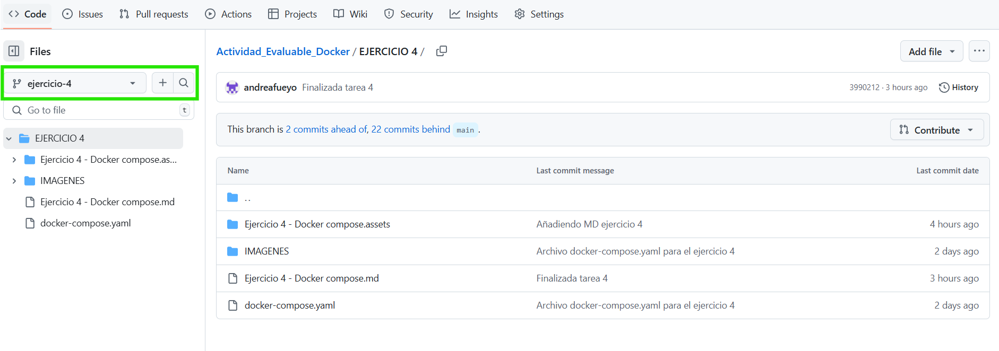 Code Issues Pull requests Actions Projects Wiki Security Insights Settings
Files
ejercicio-4
Go to file t
EJERCICIO 4
Ejercicio 4 - Docker compose.as...
IMAGENES
Ejercicio 4 - Docker compose.md
docker-compose.yaml
Actividad_Evaluable_Docker / EJERCICIO 4 /
Add file
andreafueyo Finalizada tarea 4 3990212 · 3 hours ago History
This branch is 2 commits ahead of, 22 commits behind main .
Contribute
Name Last commit message Last commit date
..
Ejercicio 4 - Docker compose.assets Añadiendo MD ejercicio 4 4 hours ago
IMAGENES Archivo docker-compose.yaml para el ejercicio 4 2 days ago
Ejercicio 4 - Docker compose.md Finalizada tarea 4 3 hours ago
docker-compose.yaml Archivo docker-compose.yaml para el ejercicio 4 2 days ago